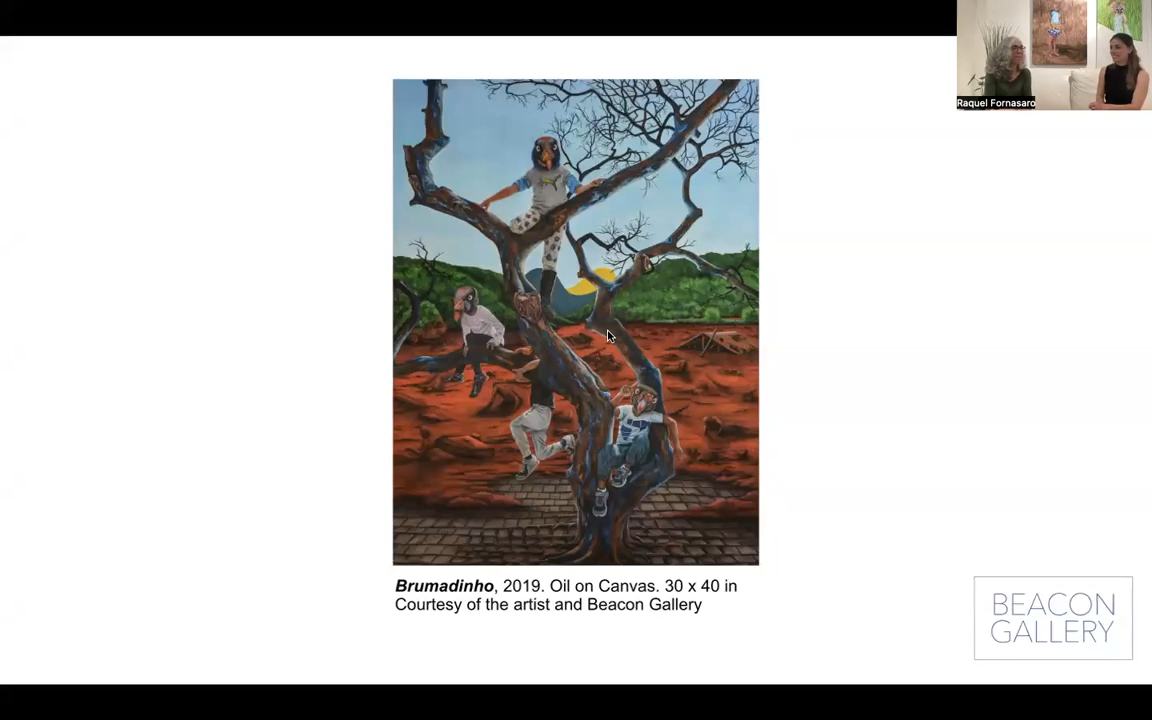 Raquel Fornasaro
Brumadinho, 2019. Oil on Canvas. 30 x 40 in
Courtesy of the artist and Beacon Gallery
BEACON
GALLERY